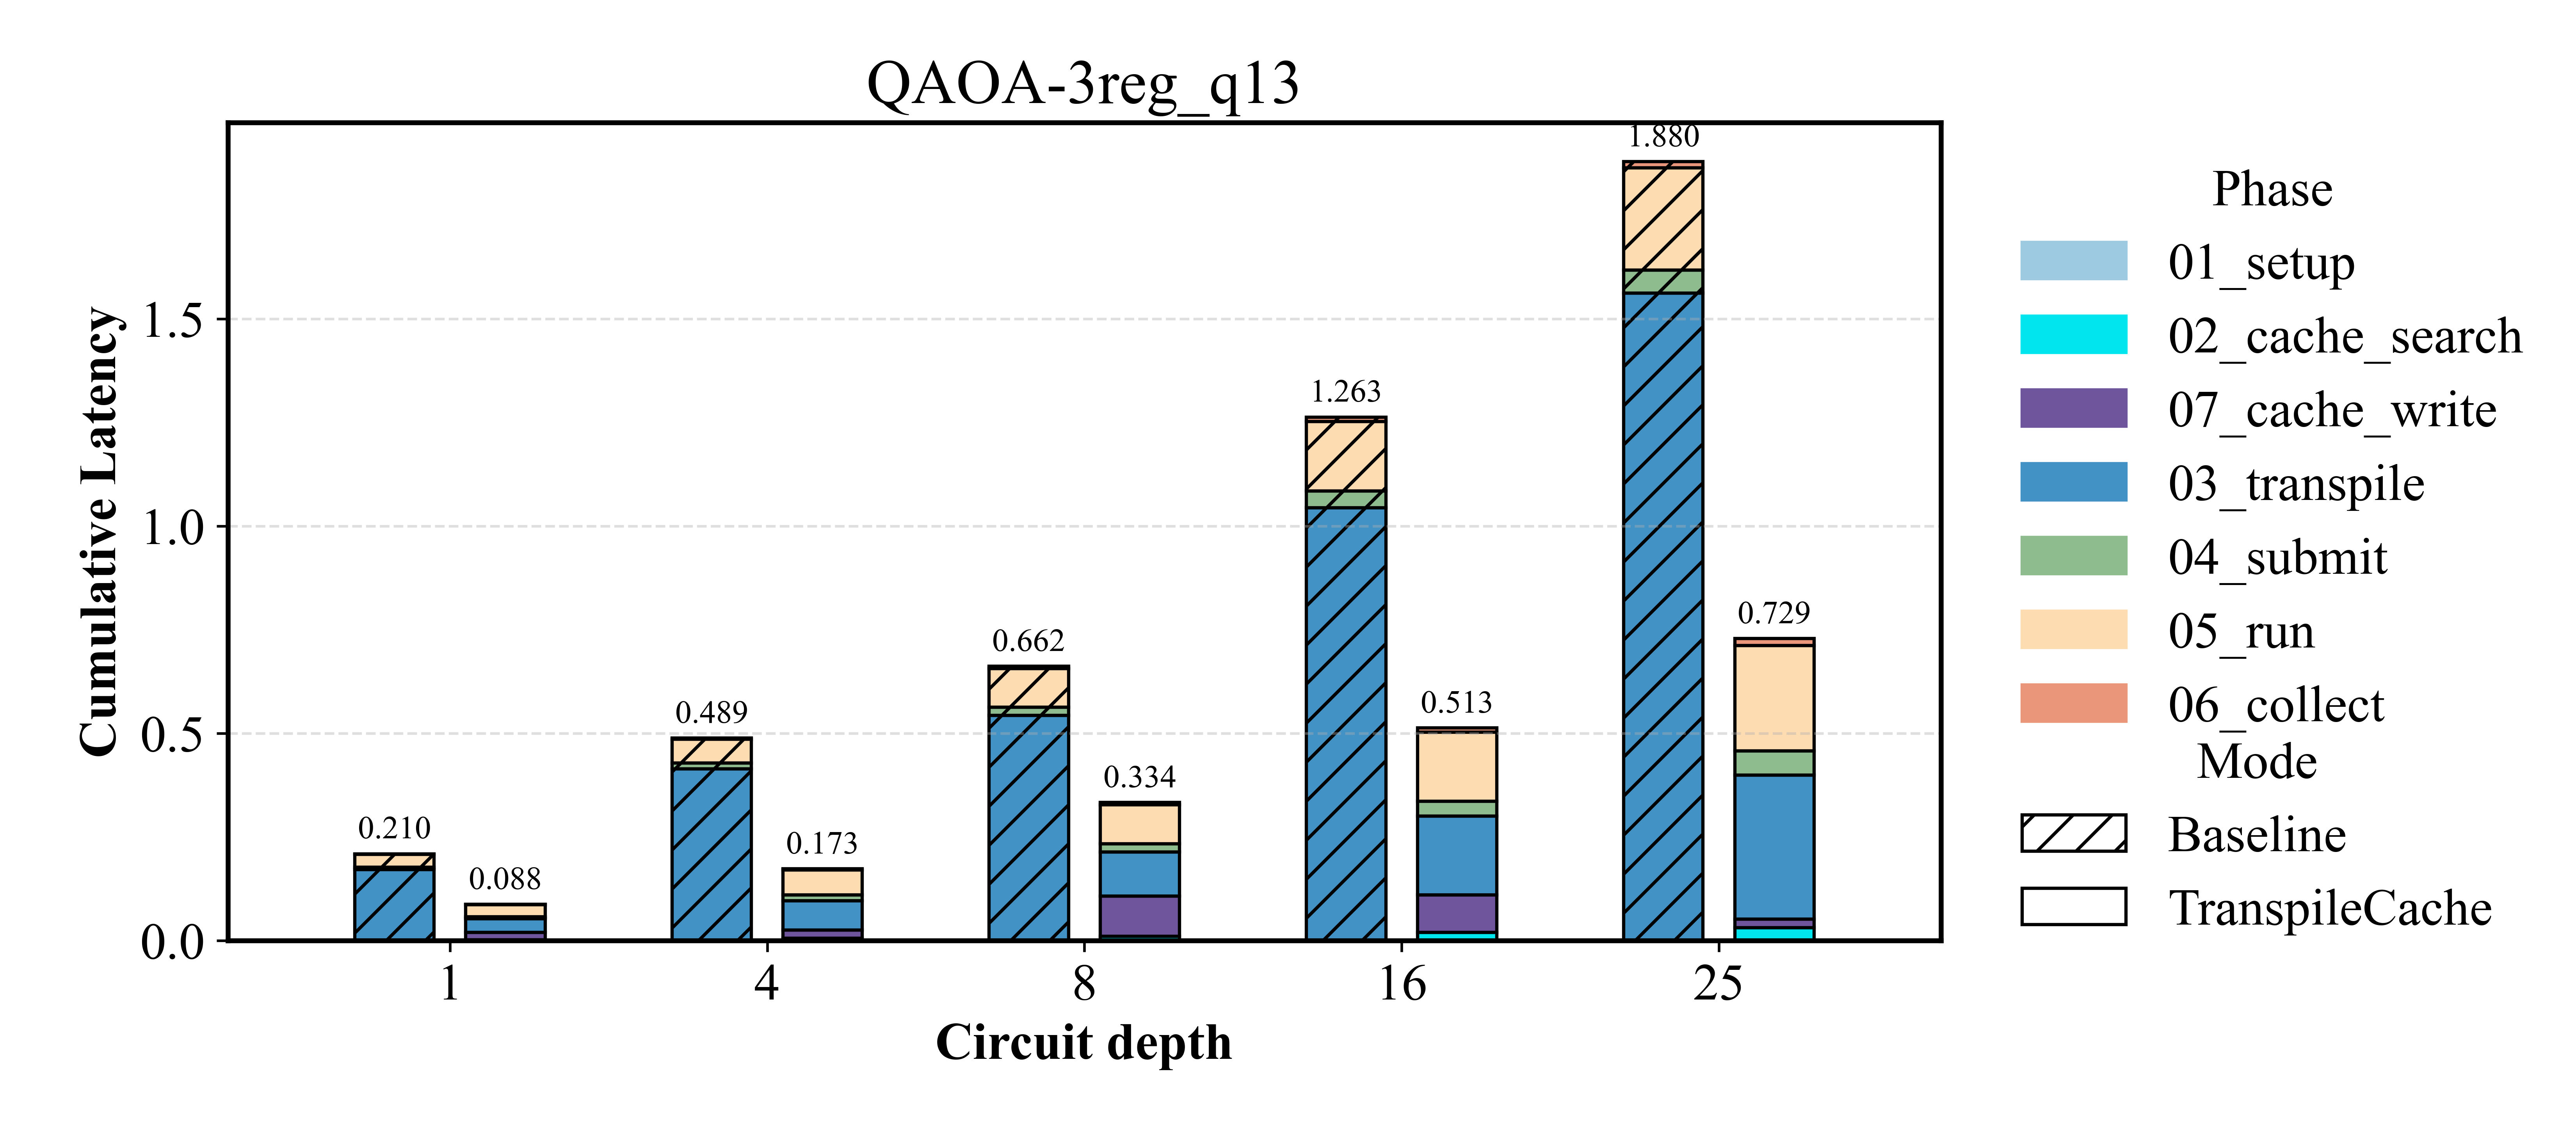 QAOA-3reg_q13
Cumulative Latency
1.5
1.0
0.5
0.0
0.210
0.088
0.489
0.173
0.662
0.334
1.263
0.513
1.880
0.729
1
4
8
16
25
Circuit depth
Phase
01_setup
02_cache_search
07_cache_write
03_transpile
04_submit
05_run
06_collect
Mode
Baseline
TranspileCache